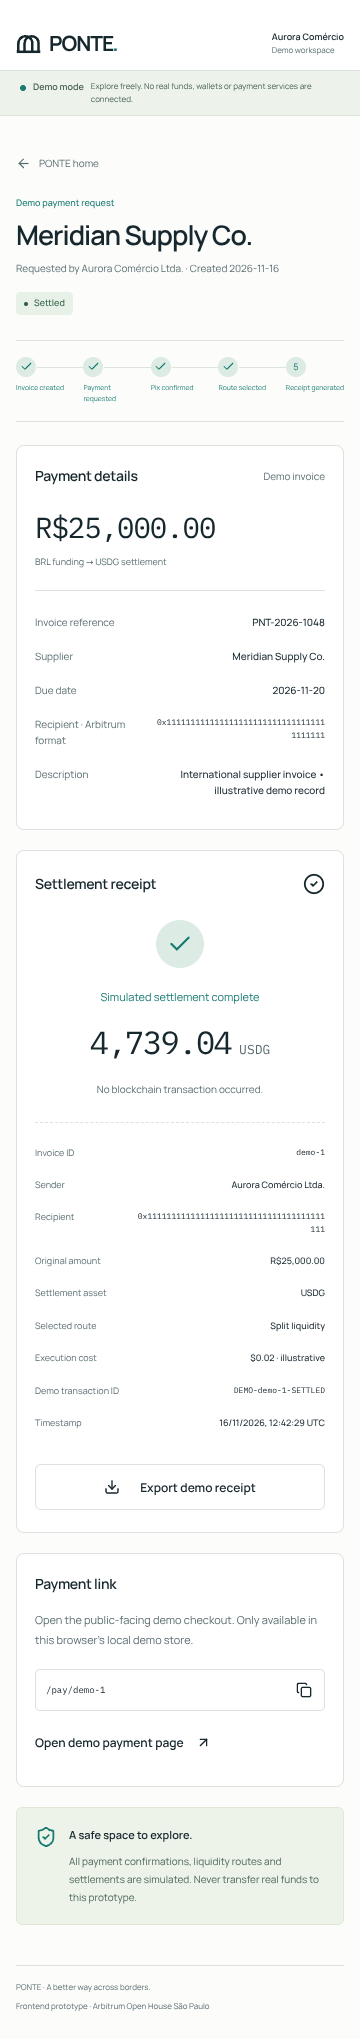 PONTE.
Aurora Comércio
Demo workspace
Demo mode
Explore freely. No real funds, wallets or payment services are
connected.
PONTE home
Demo payment request
Meridian Supply Co.
Requested by Aurora Comércio Ltda. · Created 2026-11-16
Settled
Invoice created
Payment
requested
Pix confirmed
Route selected
5
Receipt generated
Payment details
Demo invoice
R$25,000.00
BRL funding → USDG settlement
Invoice reference
PNT-2026-1048
Supplier
Meridian Supply Co.
Due date
2026-11-20
Recipient · Arbitrum
format
0x1111111111111111111111111111111111
1111111
Description
International supplier invoice •
illustrative demo record
Settlement receipt
Simulated settlement complete
4,739.04 USDG
No blockchain transaction occurred.
Invoice ID
demo-1
Sender
Aurora Comércio Ltda.
Recipient
0x11111111111111111111111111111111111111
111
Original amount
R$25,000.00
Settlement asset
USDG
Selected route
Split liquidity
Execution cost
$0.02 · illustrative
Demo transaction ID
DEMO-demo-1-SETTLED
Timestamp
16/11/2026, 12:42:29 UTC
Export demo receipt
Payment link
Open the public-facing demo checkout. Only available in
this browser's local demo store.
/pay/demo-1
Open demo payment page
A safe space to explore.
All payment confirmations, liquidity routes and
settlements are simulated. Never transfer real funds to
this prototype.
PONTE · A better way across borders.
Frontend prototype · Arbitrum Open House São Paulo